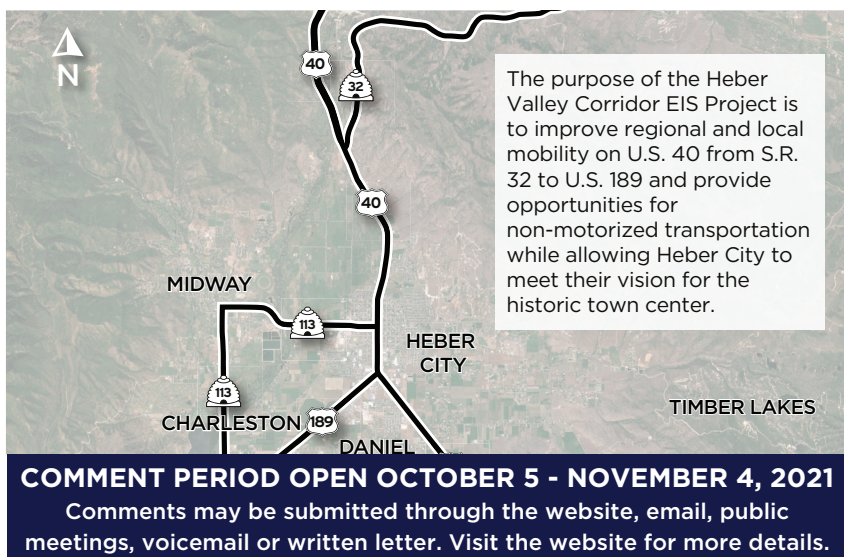 N
40
32
40
The purpose of the Heber
Valley Corridor EIS Project is
to improve regional and local
mobility on U.S. 40 from S.R.
32 to U.S. 189 and provide
opportunities for
non-motorized transportation
while allowing Heber City to
meet their vision for the
historic town center.
MIDWAY
113
HEBER
CITY
113
CHARLESTON
189
TIMBER LAKES
DANIEL
COMMENT PERIOD OPEN OCTOBER 5 - NOVEMBER 4, 2021
Comments may be submitted through the website, email, public
meetings, voicemail or written letter. Visit the website for more details.